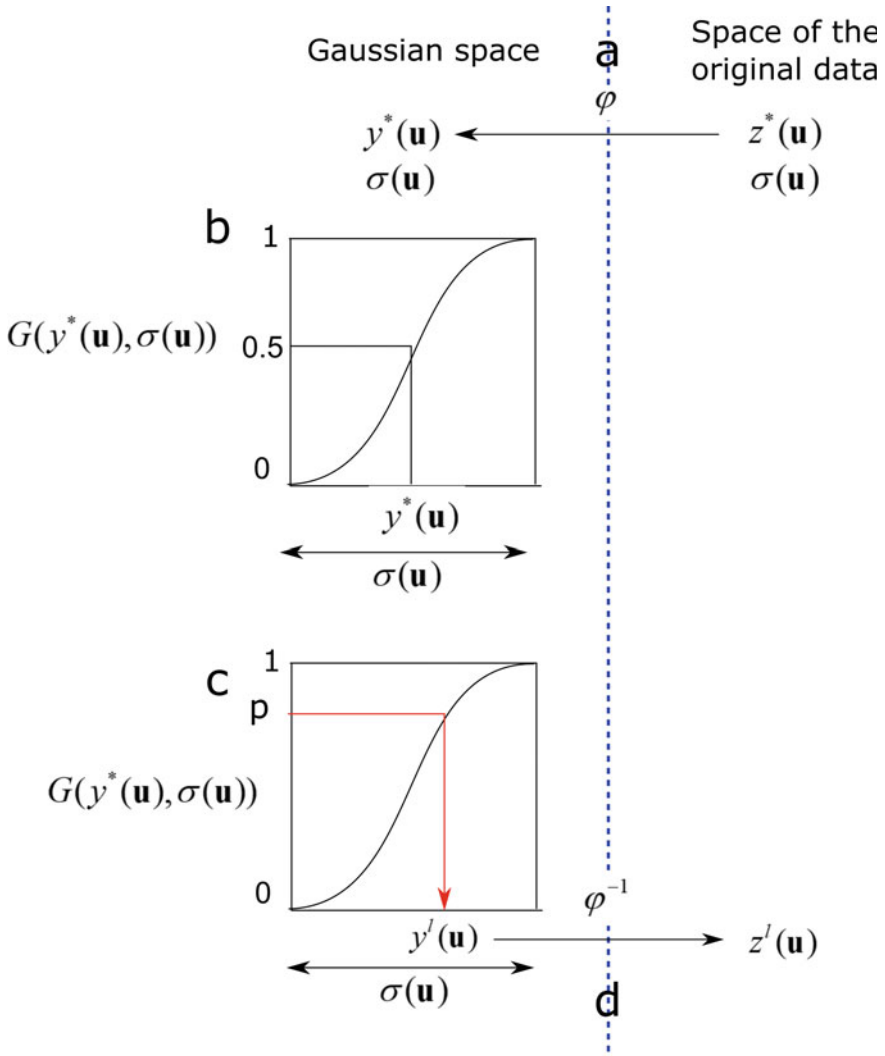 Gaussian space
a
Space of the
original data
φ
y*(u)
z*(u)
σ(u)
σ(u)
b
1
G(y*(u),σ(u))
0.5
0
y*(u)
σ(u)
c
1
p
G(y*(u),σ(u))
0
φ⁻¹
yˡ(u)
zˡ(u)
σ(u)
d